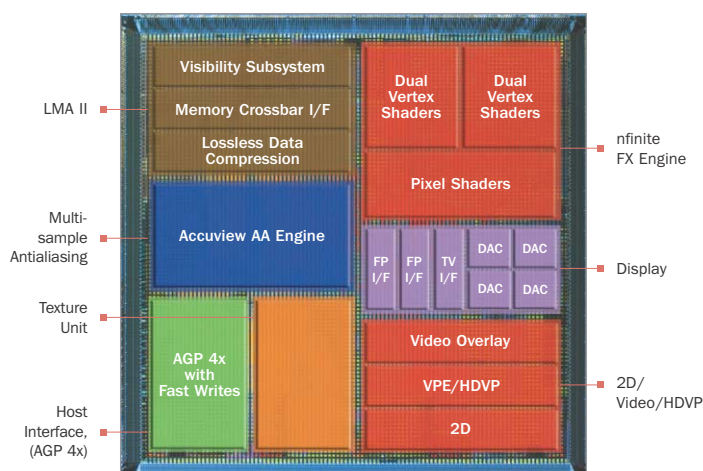 LMA II
Multi-
sample
Antialiasing
Texture
Unit
Host
Interface,
(AGP 4x)
Visibility Subsystem
Memory Crossbar I/F
Lossless Data
Compression
Accuview AA Engine
AGP 4x
with
Fast Writes
Dual
Vertex
Shaders
Dual
Vertex
Shaders
Pixel Shaders
FP
I/F
FP
I/F
TV
I/F
DAC
DAC
DAC
DAC
Video Overlay
VPE/HDVP
2D
nfinite
FX Engine
Display
2D/
Video/HDVP